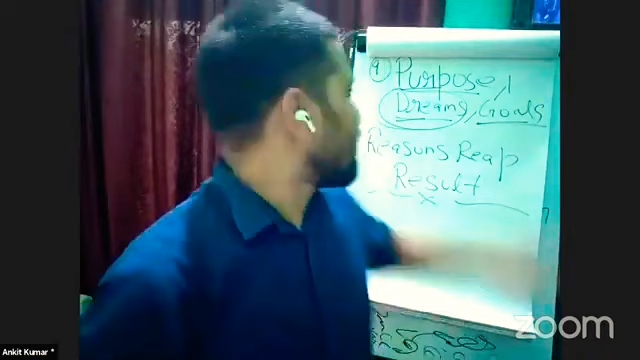 ① Purpose,
Dreams, Goals
Reasons Reap
Result
x
zoom
Ankit Kumar